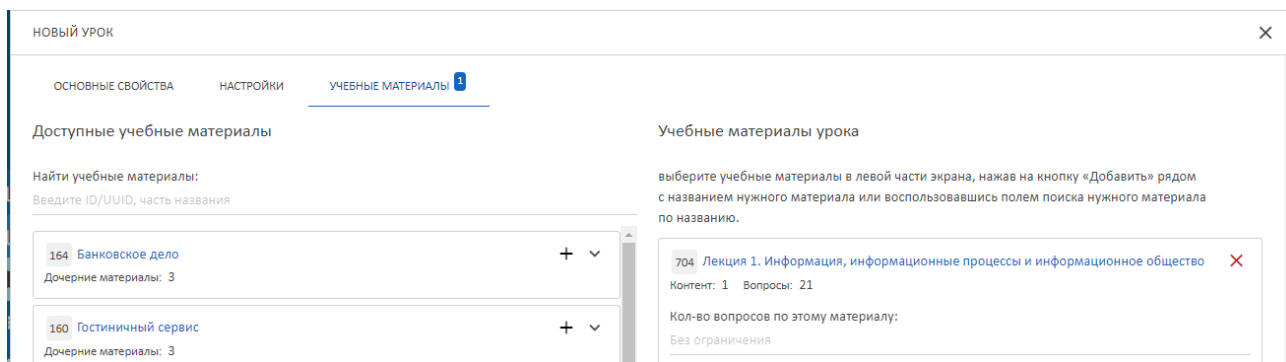 НОВЫЙ УРОК
ОСНОВНЫЕ СВОЙСТВА НАСТРОЙКИ УЧЕБНЫЕ МАТЕРИАЛЫ 1
Доступные учебные материалы
Найти учебные материалы:
Введите ID/UUID, часть названия
164 Банковское дело
Дочерние материалы: 3
160 Гостиничный сервис
Дочерние материалы: 3
Учебные материалы урока
выберите учебные материалы в левой части экрана, нажав на кнопку «Добавить» рядом
с названием нужного материала или воспользовавшись полем поиска нужного материала
по названию.
704 Лекция 1. Информация, информационные процессы и информационное общество
Контент: 1 Вопросы: 21
Кол-во вопросов по этому материалу:
Без ограничения